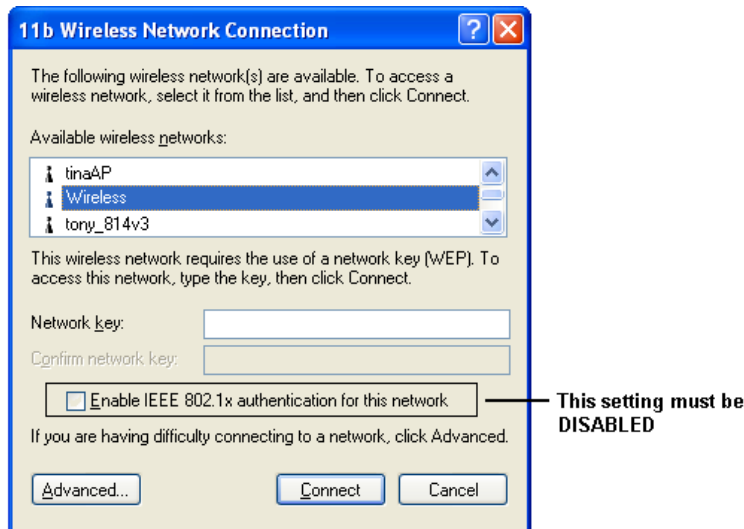 11b Wireless Network Connection
The following wireless network(s) are available. To access a
wireless network, select it from the list, and then click Connect.
Available wireless networks:
tinaAP
Wireless
tony_814v3
This wireless network requires the use of a network key (WEP). To
access this network, type the key, then click Connect.
Network key:
Confirm network key:
Enable IEEE 802.1x authentication for this network
This setting must be
DISABLED
If you are having difficulty connecting to a network, click Advanced.
Advanced...
Connect
Cancel